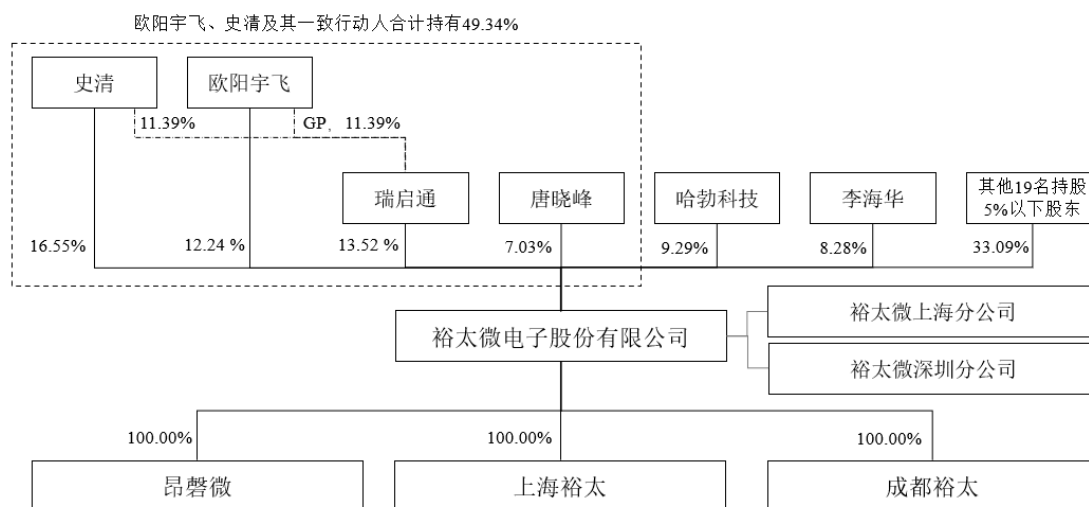 欧阳宇飞、史清及其一致行动人合计持有49.34%
史清
欧阳宇飞
11.39%
GP，11.39%
瑞启通
唐晓峰
哈勃科技
李海华
其他19名持股
5%以下股东
16.55%
12.24 %
13.52 %
7.03%
9.29%
8.28%
33.09%
裕太微电子股份有限公司
裕太微上海分公司
裕太微深圳分公司
100.00%
100.00%
100.00%
昂磬微
上海裕太
成都裕太